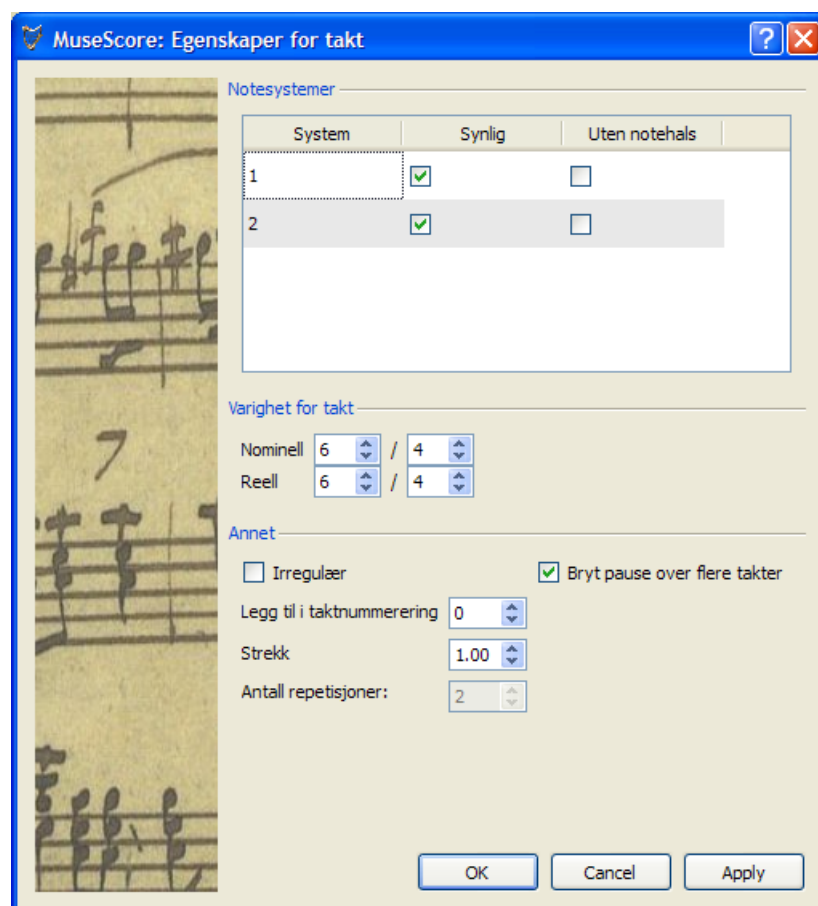 MuseScore: Egenskaper for takt
Notesystemer
System Synlig Uten notehals
1
2
Varighet for takt
Nominell 6 / 4
Reell 6 / 4
Annet
Irregulær Bryt pause over flere takter
Legg til i taktnummerering 0
Strekk 1.00
Antall repetisjoner: 2
OK Cancel Apply
7